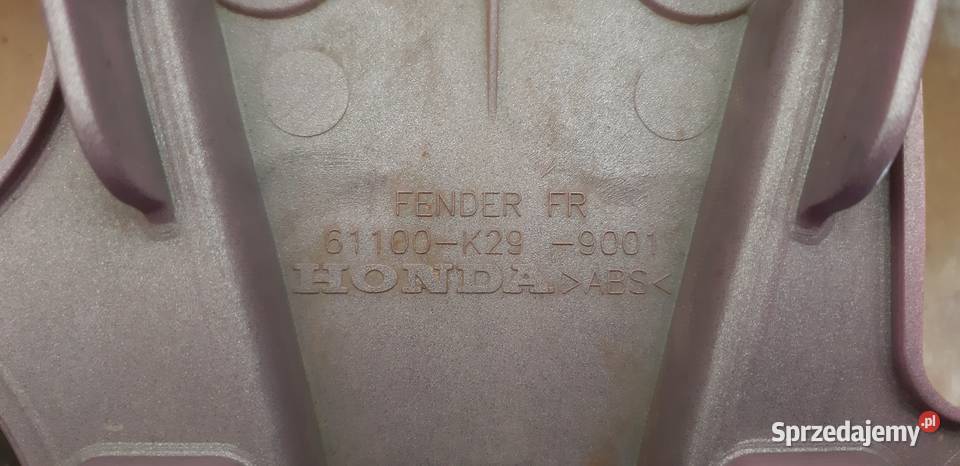 FENDER FR
61100-K29 -9001
HONDA >ABS<
Sprzedajemy.pl